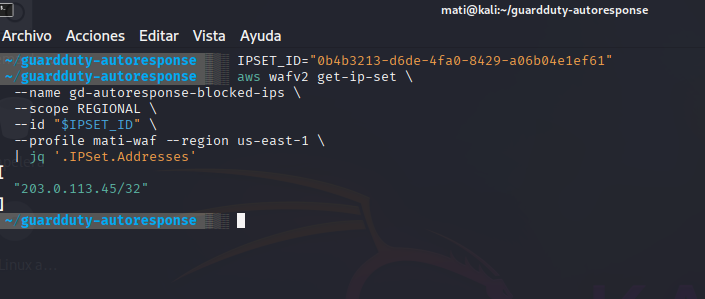 mati@kali:~/guardduty-autoresponse
Archivo Acciones Editar Vista Ayuda
~/guardduty-autoresponse IPSET_ID="0b4b3213-d6de-4fa0-8429-a06b04e1ef61"
~/guardduty-autoresponse aws wafv2 get-ip-set \
--name gd-autoresponse-blocked-ips \
--scope REGIONAL \
--id "$IPSET_ID" \
--profile mati-waf --region us-east-1 \
| jq '.IPSet.Addresses'
[
"203.0.113.45/32"
]
~/guardduty-autoresponse
Linux a...